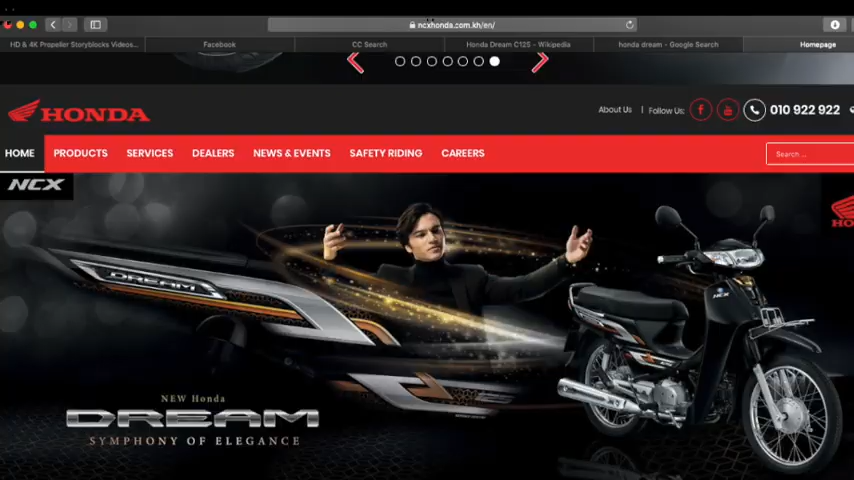 ncxhonda.com.kh/en/
HD & 4K Propeller Storyblocks Videos...
Facebook
CC Search
Honda Dream C125 - Wikipedia
honda dream - Google Search
Homepage
HONDA
About Us | Follow Us: 010 922 922
HOME PRODUCTS SERVICES DEALERS NEWS & EVENTS SAFETY RIDING CAREERS
Search ...
NCX
HO
DREAM
NCX
NEW Honda
DREAM
SYMPHONY OF ELEGANCE